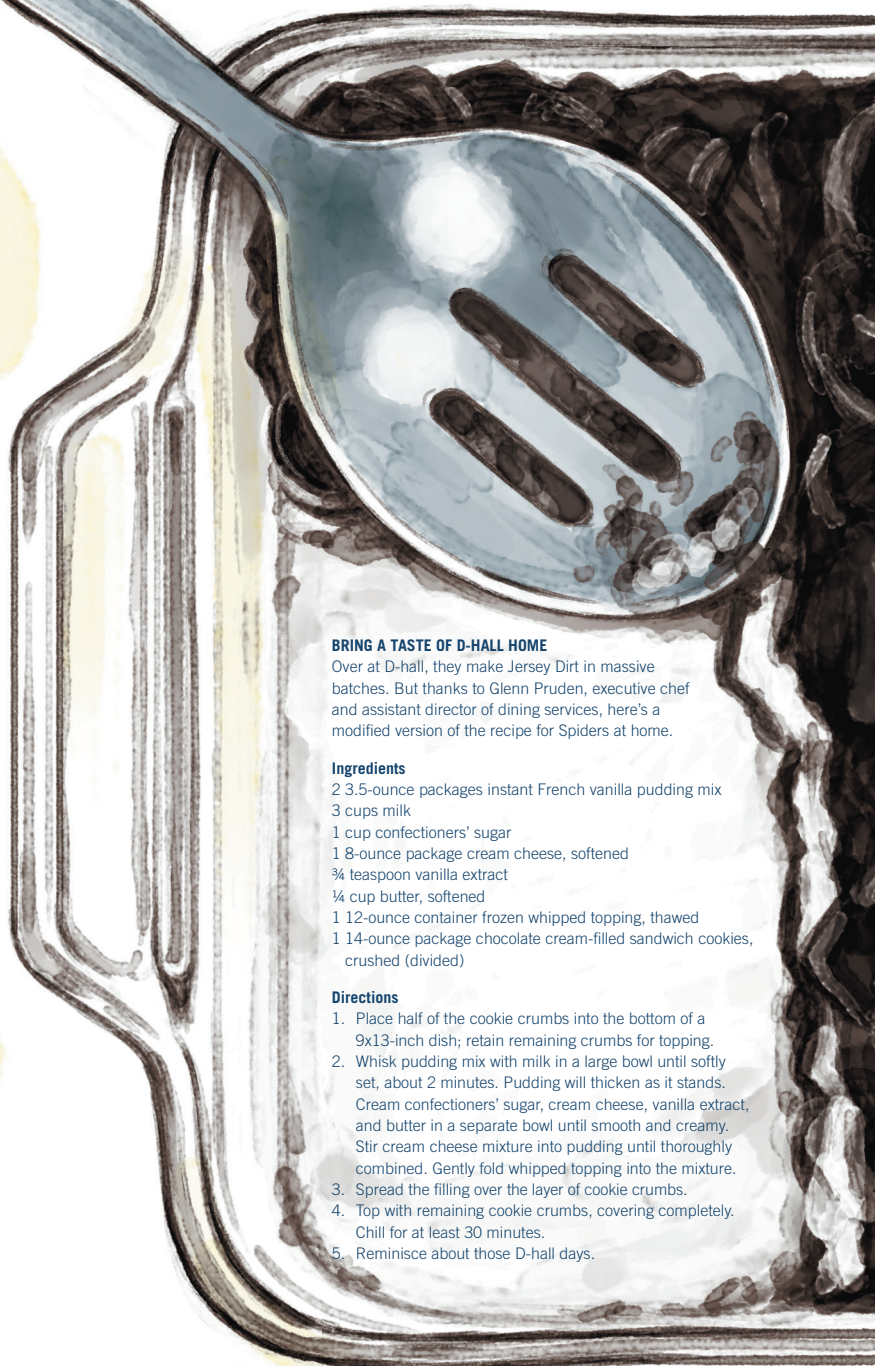 BRING A TASTE OF D-HALL HOME
Over at D-hall, they make Jersey Dirt in massive
batches. But thanks to Glenn Pruden, executive chef
and assistant director of dining services, here’s a
modified version of the recipe for Spiders at home.
Ingredients
2 3.5-ounce packages instant French vanilla pudding mix
3 cups milk
1 cup confectioners’ sugar
1 8-ounce package cream cheese, softened
¾ teaspoon vanilla extract
¼ cup butter, softened
1 12-ounce container frozen whipped topping, thawed
1 14-ounce package chocolate cream-filled sandwich cookies,
crushed (divided)
Directions
1. Place half of the cookie crumbs into the bottom of a
9x13-inch dish; retain remaining crumbs for topping.
2. Whisk pudding mix with milk in a large bowl until softly
set, about 2 minutes. Pudding will thicken as it stands.
Cream confectioners’ sugar, cream cheese, vanilla extract,
and butter in a separate bowl until smooth and creamy.
Stir cream cheese mixture into pudding until thoroughly
combined. Gently fold whipped topping into the mixture.
3. Spread the filling over the layer of cookie crumbs.
4. Top with remaining cookie crumbs, covering completely.
Chill for at least 30 minutes.
5. Reminisce about those D-hall days.